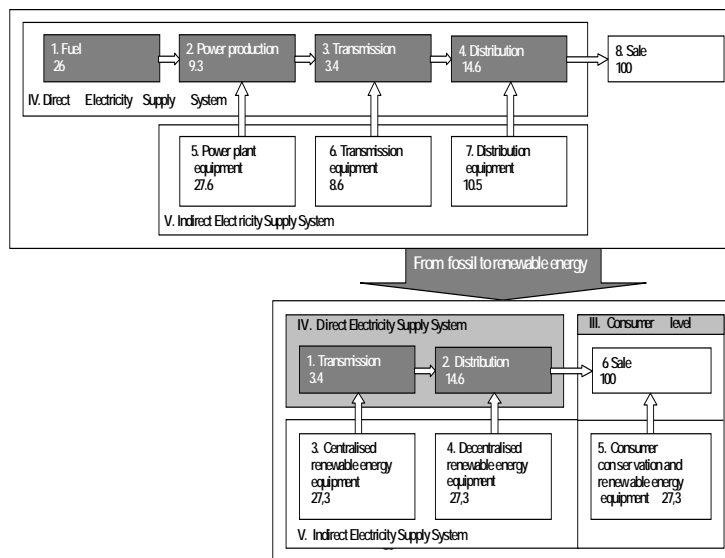 1. Fuel
26
2. Power production
9.3
3. Transmission
3.4
4. Distribution
14.6
8. Sale
100
IV. Direct Electricity Supply System
5. Power plant
equipment
27.6
6. Transmission
equipment
8.6
7. Distribution
equipment
10.5
V. Indirect Electricity Supply System
From fossil to renewable energy
IV. Direct Electricity Supply System
III. Consumer level
1. Transmission
3.4
2. Distribution
14.6
6 Sale
100
3. Centralised
renewable energy
equipment
27,3
4. Decentralised
renewable energy
equipment
27,3
5. Consumer
conservation and
renewable energy
equipment 27,3
V. Indirect Electricity Supply System